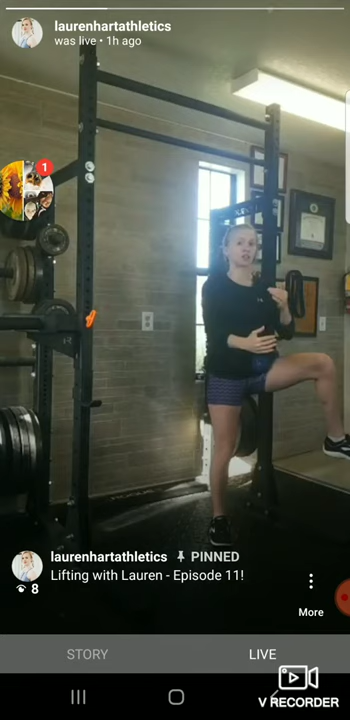 laurenhartathletics
was live • 1h ago
1
laurenhartathletics PINNED
Lifting with Lauren - Episode 11!
8
More
STORY
LIVE
V RECORDER